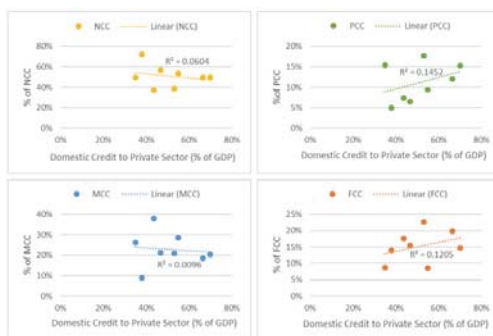 NCC Linear (NCC)
80%
60%
40%
20%
0%
% of NCC
R² = 0.0604
0% 20% 40% 60% 80%
Domestic Credit to Private Sector (% of GDP)
PCC Linear (PCC)
20%
15%
10%
5%
0%
%of PCC
R² = 0.1452
0% 20% 40% 60% 80%
Domestic Credit to Private Sector (% of GDP)
MCC Linear (MCC)
40%
30%
20%
10%
0%
% of MCC
R² = 0.0096
0% 20% 40% 60% 80%
Domestic Credit to Private Sector (% of GDP)
FCC Linear (FCC)
25%
20%
15%
10%
5%
0%
% of FCC
R² = 0.1205
0% 20% 40% 60% 80%
Domestic Credit to Private Sector (% of GDP)